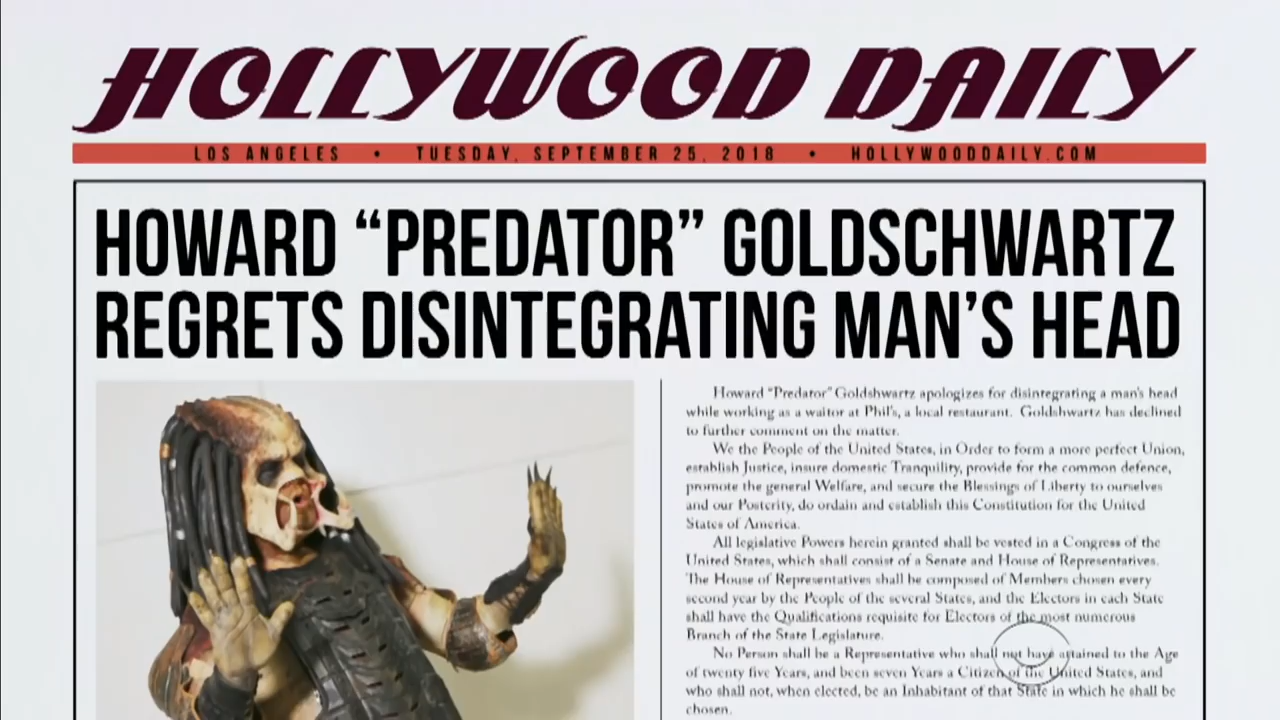 HOLLYWOOD DAILY
LOS ANGELES • TUESDAY, SEPTEMBER 25, 2018 • HOLLYWOODDAILY.COM
HOWARD “PREDATOR” GOLDSCHWARTZ
REGRETS DISINTEGRATING MAN’S HEAD
Howard “Predator” Goldshwartz apologizes for disintegrating a man’s head
while working as a waitor at Phil’s, a local restaurant. Goldshwartz has declined
to further comment on the matter.
We the People of the United States, in Order to form a more perfect Union,
establish Justice, insure domestic Tranquility, provide for the common defence,
promote the general Welfare, and secure the Blessings of Liberty to ourselves
and our Posterity, do ordain and establish this Constitution for the United
States of America.
All legislative Powers herein granted shall be vested in a Congress of the
United States, which shall consist of a Senate and House of Representatives.
The House of Representatives shall be composed of Members chosen every
second year by the People of the several States, and the Electors in each State
shall have the Qualifications requisite for Electors of the most numerous
Branch of the State Legislature.
No Person shall be a Representative who shall not have attained to the Age
of twenty five Years, and been seven Years a Citizen of the United States, and
who shall not, when elected, be an Inhabitant of that State in which he shall be
chosen.